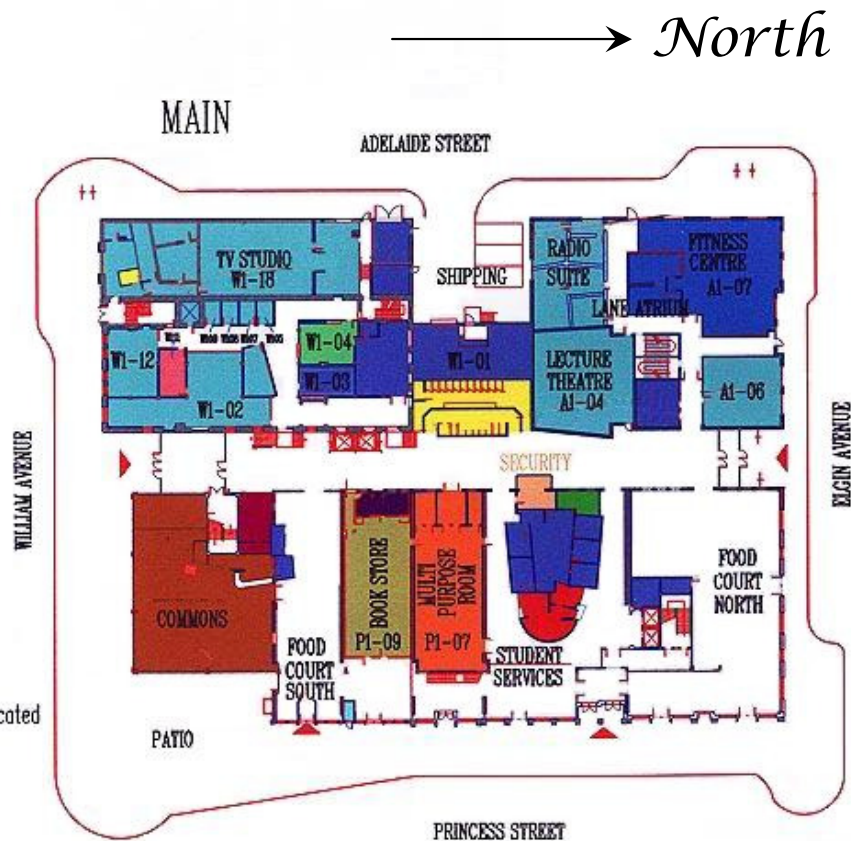 North
MAIN
ADELAIDE STREET
TV STUDIO
W1-18
SHIPPING
RADIO
SUITE
FITNESS
CENTRE
A1-07
LANE ATRIUM
W1-12
W1-04
W1-03
W1-01
W1-02
LECTURE
THEATRE
A1-04
A1-06
WILLIAM AVENUE
ELGIN AVENUE
SECURITY
COMMONS
BOOK STORE
P1-09
MULTI
PURPOSE
ROOM
P1-07
FOOD
COURT
NORTH
FOOD
COURT
SOUTH
STUDENT
SERVICES
cated
PATIO
PRINCESS STREET